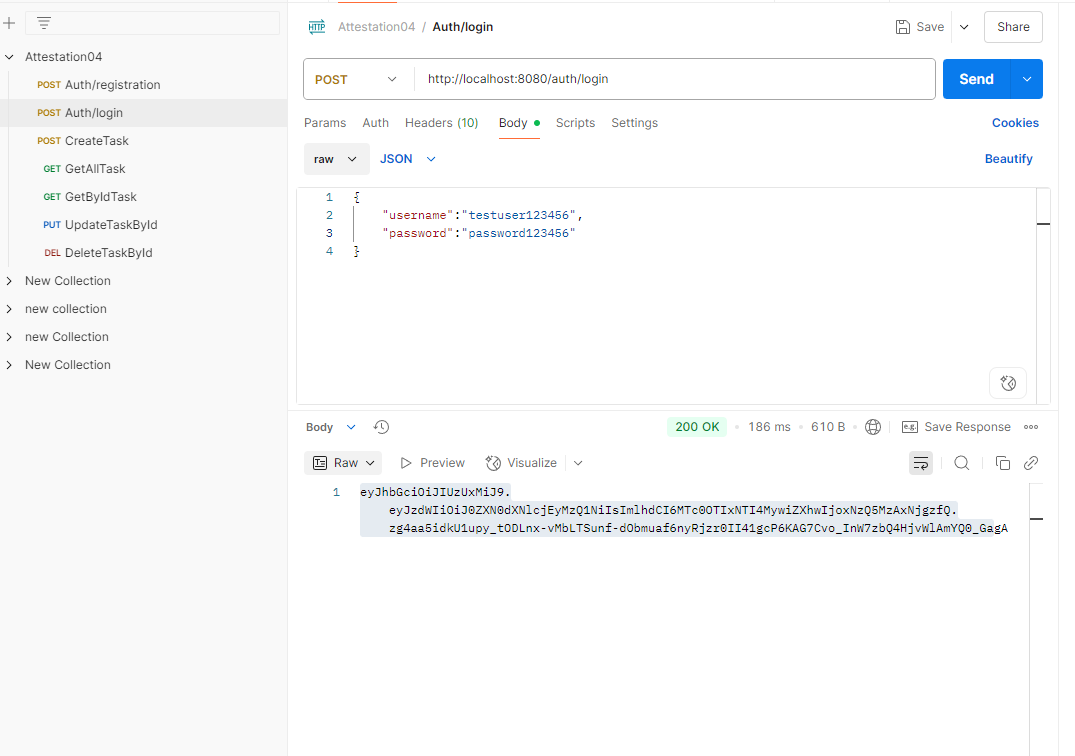 Attestation04 / Auth/login
Save
Share
Attestation04
POST Auth/registration
POST Auth/login
POST CreateTask
GET GetAllTask
GET GetByIdTask
PUT UpdateTaskById
DEL DeleteTaskById
New Collection
new collection
new Collection
New Collection
POST
http://localhost:8080/auth/login
Send
Params Auth Headers (10) Body Scripts Settings
Cookies
raw JSON
Beautify
1 {
2 "username":"testuser123456",
3 "password":"password123456"
4 }
Body
200 OK • 186 ms • 610 B
e.g. Save Response
Raw Preview Visualize
1 eyJhbGciOiJIUzUxMiJ9.
eyJzdWIiOiJ0ZXN0dXNlcjEyMzQ1NiIsImlhdCI6MTc0OTIxNTI4MywiZXhwIjoxNzQ5MzAxNjgzfQ.
zg4aa5idkU1upy_tODLnx-vMbLTSunf-dObmuaf6nyRjzr0II41gcP6KAG7Cvo_InW7zbQ4HjvWlAmYQ0_GagA